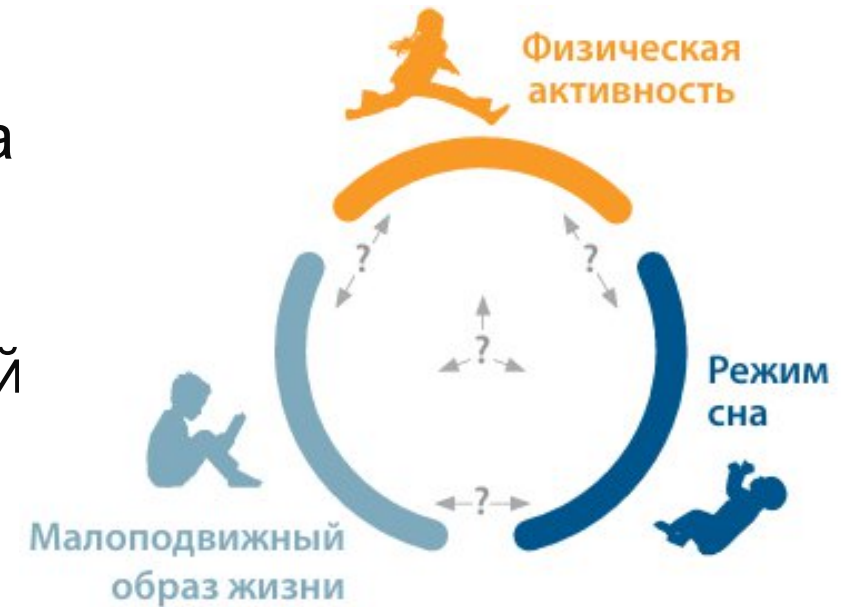 Физическая
активность
а
?
?
?
й
Режим
сна
?
Малоподвижный
образ жизни